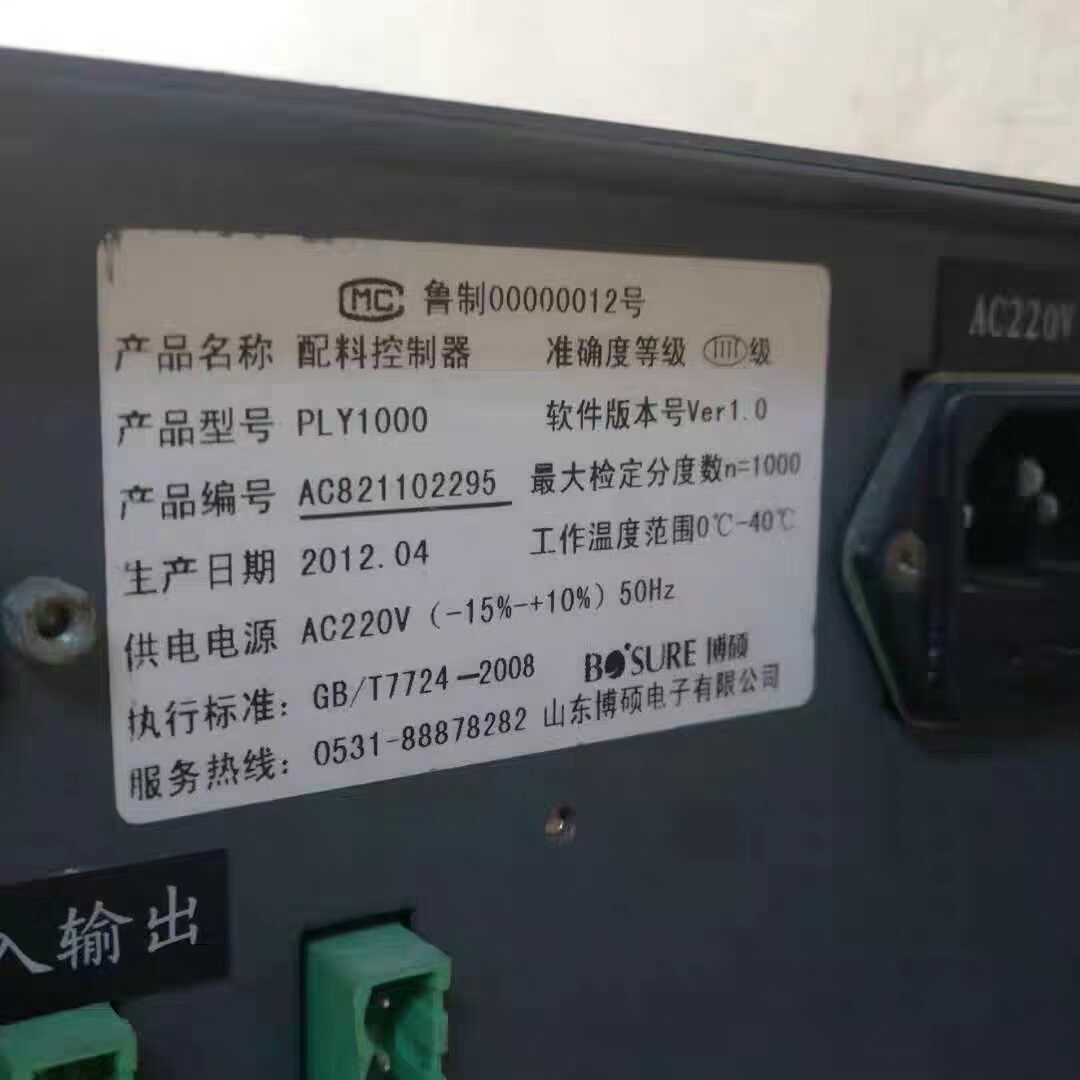 MC 鲁制00000012号
产品名称 配料控制器 准确度等级 IIII级
产品型号 PLY1000 软件版本号Ver1.0
产品编号 AC821102295 最大检定分度数n=1000
生产日期 2012.04 工作温度范围0℃-40℃
供电电源 AC220V (-15%-+10%) 50Hz
执行标准: GB/T7724-2008 BO'SURE 博硕
服务热线: 0531-88878282 山东博硕电子有限公司
AC220V
入输出